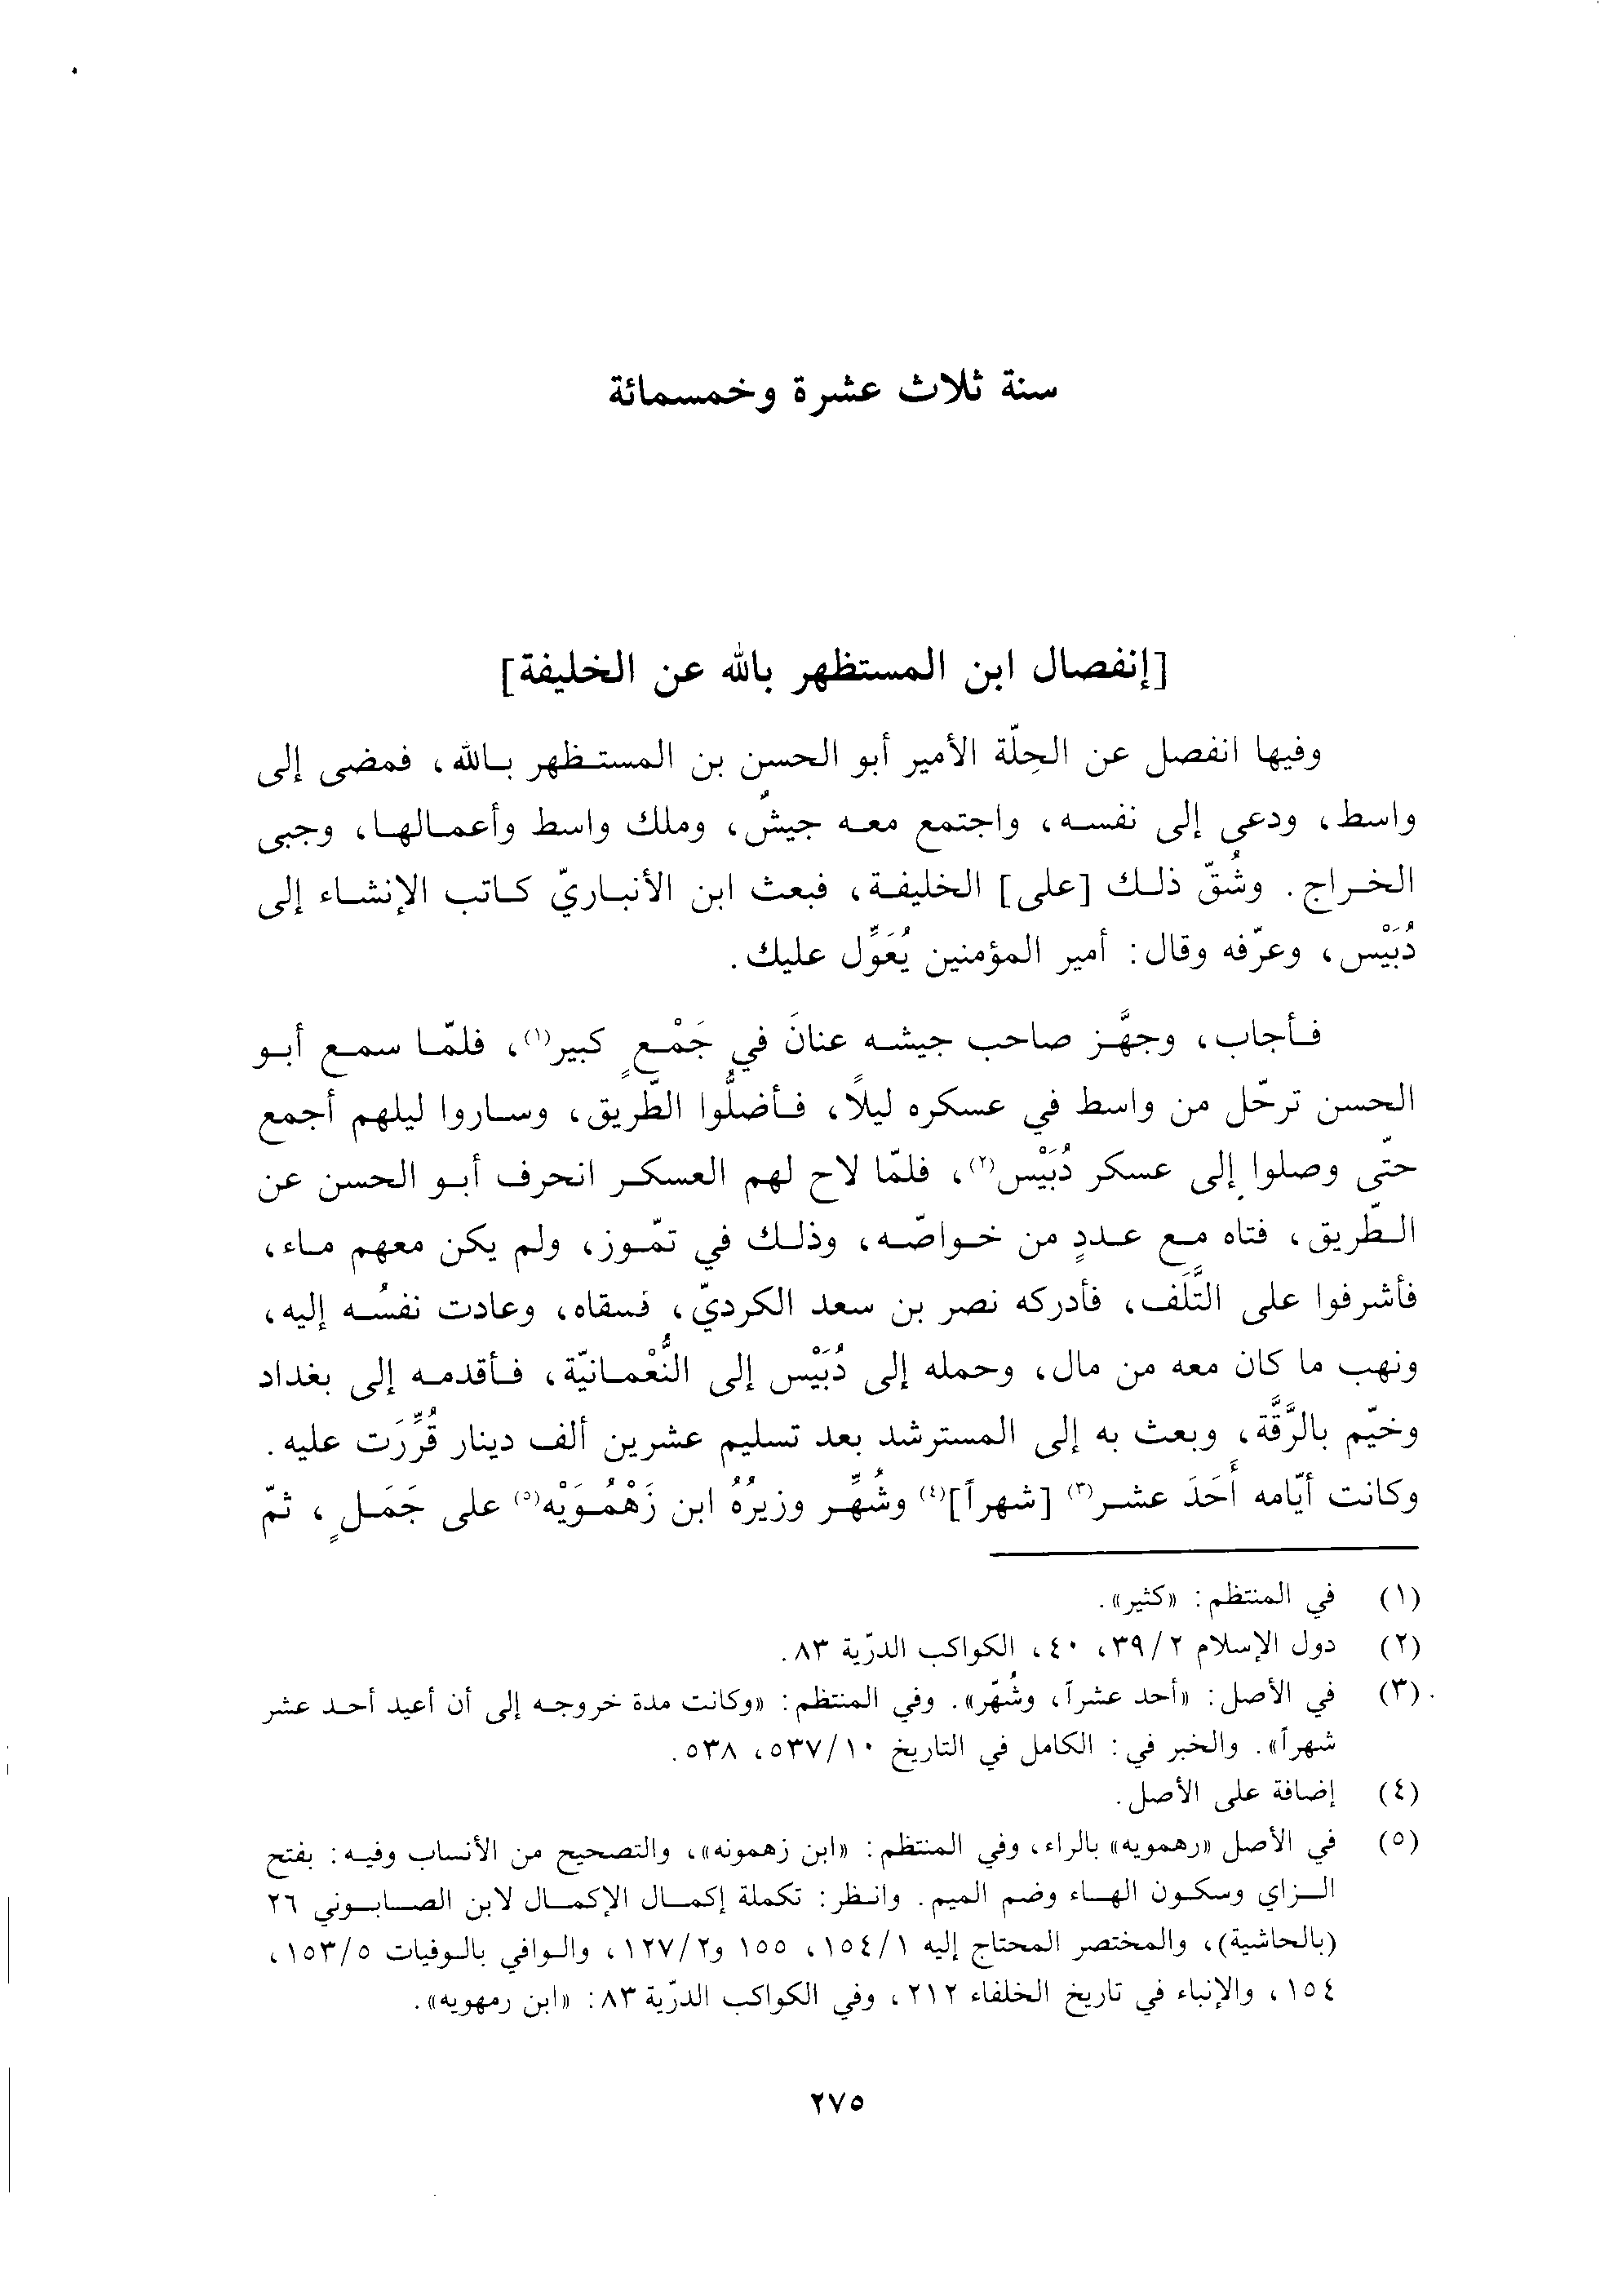 سنة ثلاث عشرة وخمسمائة
[إنفصال ابن المستظهر بالله عن الخليفة]
وفيها انفصل عن الحِلّة الأمير أبو الحسن بن المستظهر بالله، فمضى إلى
واسط، ودعى إلى نفسه، واجتمع معه جيشٌ، وملك واسط وأعمالها، وجبى
الخراج. وشُقّ ذلك [على] الخليفة، فبعث ابن الأنباريّ كاتب الإنشاء إلى
دُبَيْس، وعرّفه وقال: أمير المؤمنين يُعَوِّل عليك.
فأجاب، وجهَّز صاحب جيشه عنانَ في جَمْعٍ كبير(١)، فلمّا سمع أبو
الحسن ترحّل من واسط في عسكره ليلًا، فأضلُّوا الطّريق، وساروا ليلهم أجمع
حتّى وصلوا إلى عسكر دُبَيْس(٢)، فلمّا لاح لهم العسكر انحرف أبو الحسن عن
الطّريق، فتاه مع عددٍ من خواصّه، وذلك في تمّوز، ولم يكن معهم ماء،
فأشرفوا على التَّلَف، فأدركه نصر بن سعد الكرديّ، فسقاه، وعادت نفسُه إليه،
ونهب ما كان معه من مال، وحمله إلى دُبَيْس إلى النُّعْمانيّة، فأقدمه إلى بغداد
وخيّم بالرَّقَّة، وبعث به إلى المسترشد بعد تسليم عشرين ألف دينار قُرِّرَت عليه.
وكانت أيّامه أَحَدَ عشر(٣) [شهراً](٤) وشُهِّر وزيرُهُ ابن زَهْمُوَيْه(٥) على جَمَلٍ، ثمّ
(١) في المنتظم: «كثير».
(٢) دول الإسلام ٣٩/٢، ٤٠، الكواكب الدرّية ٨٣.
(٣) في الأصل: «أحد عشراً، وشُهّر». وفي المنتظم: «وكانت مدة خروجه إلى أن أعيد أحد عشر
شهراً». والخبر في: الكامل في التاريخ ٥٣٧/١٠، ٥٣٨.
(٤) إضافة على الأصل.
(٥) في الأصل «رهمويه» بالراء، وفي المنتظم: «ابن زهمونه»، والتصحيح من الأنساب وفيه: بفتح
الزاي وسكون الهاء وضم الميم. وانظر: تكملة إكمال الإكمال لابن الصابوني ٢٦
(بالحاشية)، والمختصر المحتاج إليه ١٥٤/١، ١٥٥ و١٢٧/٢، والوافي بالوفيات ١٥٣/٥،
١٥٤، والإنباء في تاريخ الخلفاء ٢١٢، وفي الكواكب الدرّية ٨٣: «ابن رمهويه».
٢٧٥